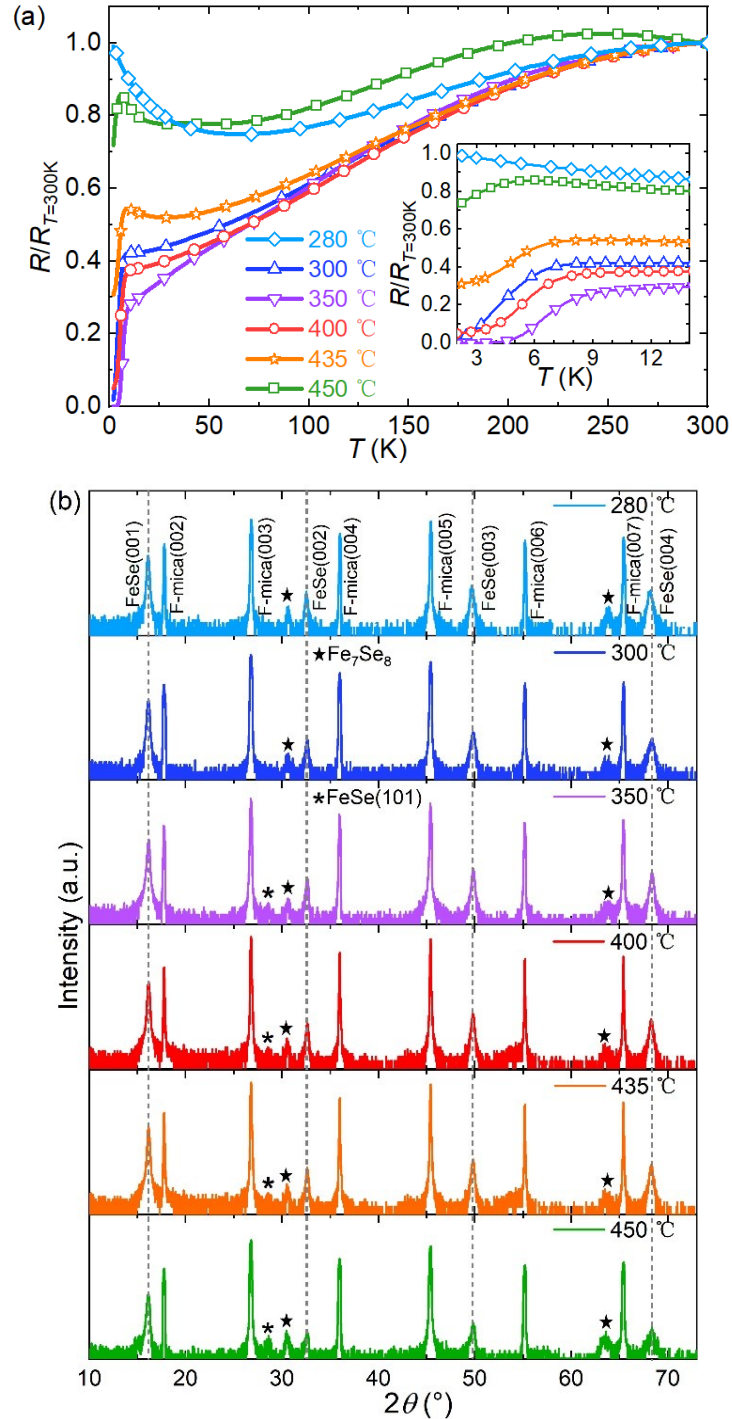 (a)
R/R_{T=300K}
1.0
0.8
0.6
0.4
0.2
0.0
0 50 100 150 200 250 300
T (K)
280 ℃
300 ℃
350 ℃
400 ℃
435 ℃
450 ℃
R/R_{T=300K}
1.0
0.8
0.6
0.4
0.2
0.0
3 6 9 12
T (K)
(b)
280 ℃
FeSe(001)
F-mica(002)
F-mica(003)
FeSe(002)
F-mica(004)
F-mica(005)
FeSe(003)
F-mica(006)
F-mica(007)
FeSe(004)
★ ★
★Fe₇Se₈ 300 ℃
★ ★
*FeSe(101) 350 ℃
* ★ ★
400 ℃
* ★ ★
435 ℃
* ★ ★
450 ℃
* ★ ★
Intensity (a.u.)
10 20 30 40 50 60 70
2θ (°)